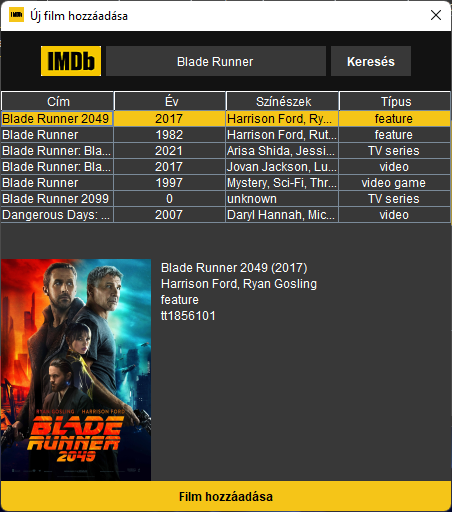 Új film hozzáadása
IMDb Blade Runner Keresés
Cím Év Színészek Típus
Blade Runner 2049 2017 Harrison Ford, Ry... feature
Blade Runner 1982 Harrison Ford, Rut... feature
Blade Runner: Bla... 2021 Arisa Shida, Jessi... TV series
Blade Runner: Bla... 2017 Jovan Jackson, Lu... video
Blade Runner 1997 Mystery, Sci-Fi, Thr... video game
Blade Runner 2099 0 unknown TV series
Dangerous Days: ... 2007 Daryl Hannah, Mic... video
Blade Runner 2049 (2017)
Harrison Ford, Ryan Gosling
feature
tt1856101
RYAN GOSLING HARRISON FORD
BLADE
RUNNER
2049
Film hozzáadása